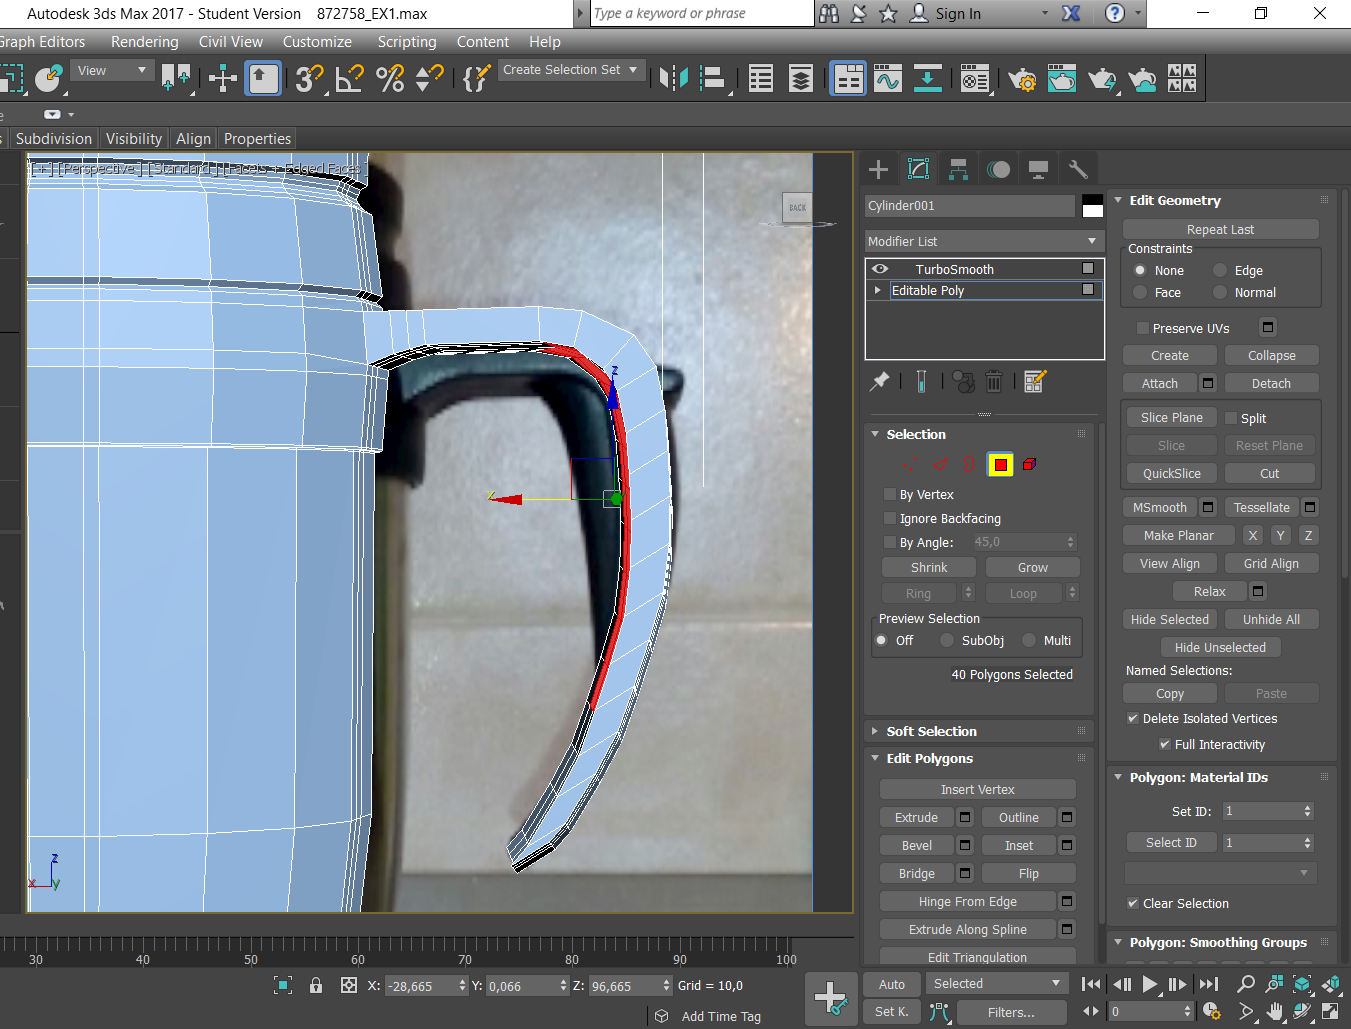 Autodesk 3ds Max 2017 - Student Version    872758_EX1.max
Type a keyword or phrase
Sign In
Graph Editors Rendering Civil View Customize Scripting Content Help
View
Create Selection Set
Subdivision Visibility Align Properties
[+] [Perspective] [Standard] [Facets + Edged Faces]
BACK
z
x
z
x y
Cylinder001
Modifier List
TurboSmooth
Editable Poly
Selection
By Vertex
Ignore Backfacing
By Angle: 45,0
Shrink Grow
Ring Loop
Preview Selection
Off SubObj Multi
40 Polygons Selected
Soft Selection
Edit Polygons
Insert Vertex
Extrude Outline
Bevel Inset
Bridge Flip
Hinge From Edge
Extrude Along Spline
Edit Triangulation
Edit Geometry
Repeat Last
Constraints
None Edge
Face Normal
Preserve UVs
Create Collapse
Attach Detach
Slice Plane Split
Slice Reset Plane
QuickSlice Cut
MSmooth Tessellate
Make Planar X Y Z
View Align Grid Align
Relax
Hide Selected Unhide All
Hide Unselected
Named Selections:
Copy Paste
Delete Isolated Vertices
Full Interactivity
Polygon: Material IDs
Set ID: 1
Select ID 1
Clear Selection
Polygon: Smoothing Groups
30 40 50 60 70 80 90 100
X: -28,665 Y: 0,066 Z: 96,665 Grid = 10,0
Add Time Tag
Auto Selected
Set K. Filters... 0